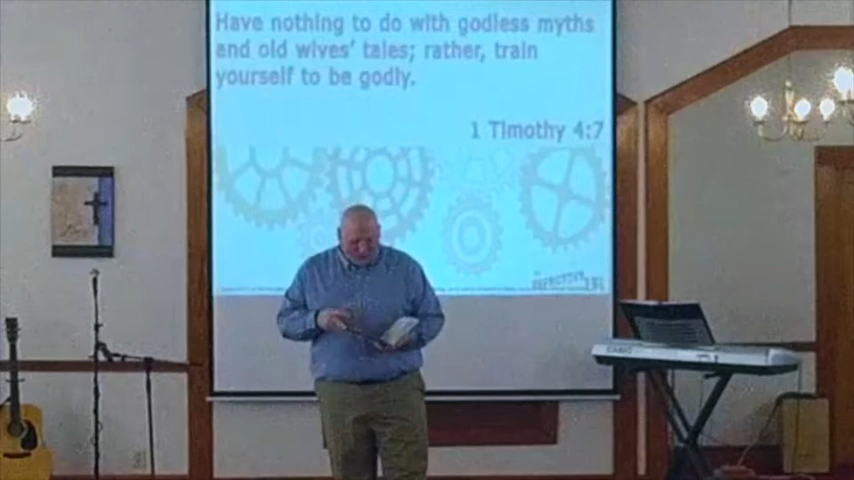 Have nothing to do with godless myths
and old wives' tales; rather, train
yourself to be godly.
1 Timothy 4:7
CASIO